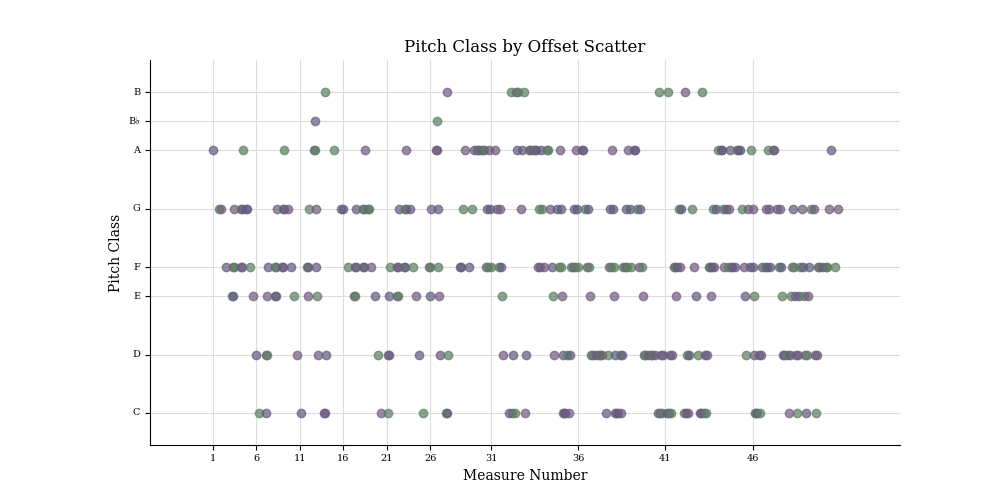 Pitch Class by Offset Scatter
B
B♭
A
G
F
E
D
C
Pitch Class
1 6 11 16 21 26 31 36 41 46
Measure Number